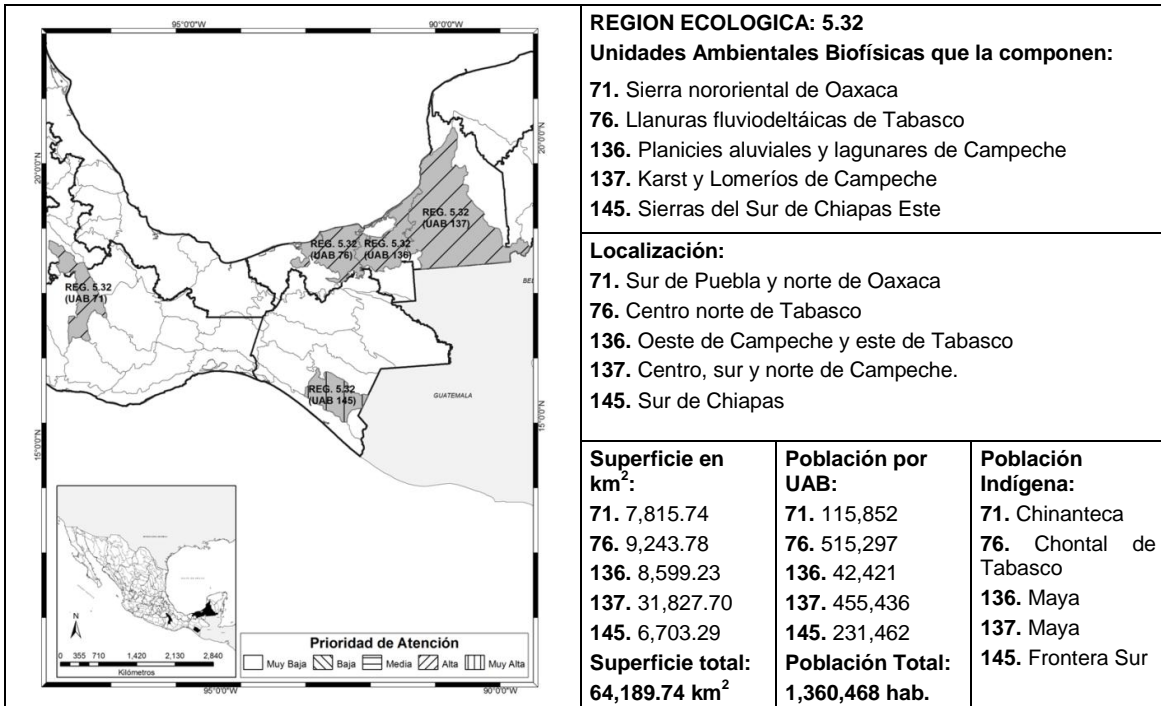 95°0'0"W
90°0'0"W
20°0'0"N
20°0'0"N
REG. 5.32
(UAB 137)
REG. 5.32
(UAB 76)
REG. 5.32
(UAB 136)
REG. 5.32
(UAB 71)
REG. 5.32
(UAB 145)
GUATEMALA
15°0'0"N
15°0'0"N
N
0 355 710 1,420 2,130 2,840
Kilómetros
Prioridad de Atención
Muy Baja Baja Media Alta Muy Alta
95°0'0"W
90°0'0"W
REGION ECOLOGICA: 5.32
Unidades Ambientales Biofísicas que la componen:
71. Sierra nororiental de Oaxaca
76. Llanuras fluviodeltáicas de Tabasco
136. Planicies aluviales y lagunares de Campeche
137. Karst y Lomeríos de Campeche
145. Sierras del Sur de Chiapas Este
Localización:
71. Sur de Puebla y norte de Oaxaca
76. Centro norte de Tabasco
136. Oeste de Campeche y este de Tabasco
137. Centro, sur y norte de Campeche.
145. Sur de Chiapas
Superficie en
km²:
71. 7,815.74
76. 9,243.78
136. 8,599.23
137. 31,827.70
145. 6,703.29
Superficie total:
64,189.74 km²
Población por
UAB:
71. 115,852
76. 515,297
136. 42,421
137. 455,436
145. 231,462
Población Total:
1,360,468 hab.
Población
Indígena:
71. Chinanteca
76. Chontal de
Tabasco
136. Maya
137. Maya
145. Frontera Sur